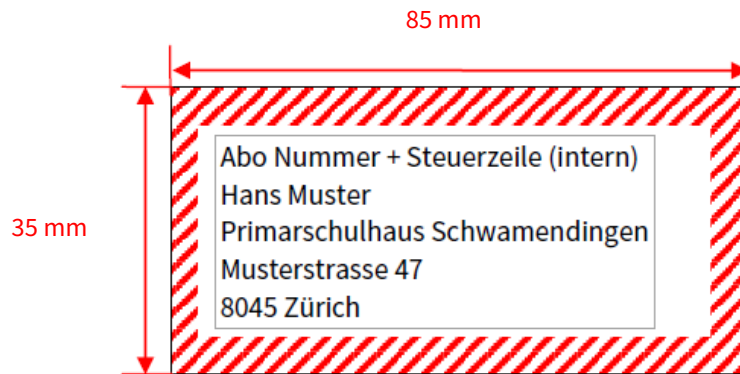 85 mm
Abo Nummer + Steuerzeile (intern)
Hans Muster
Primarschulhaus Schwamendingen
35 mm
Musterstrasse 47
8045 Zürich